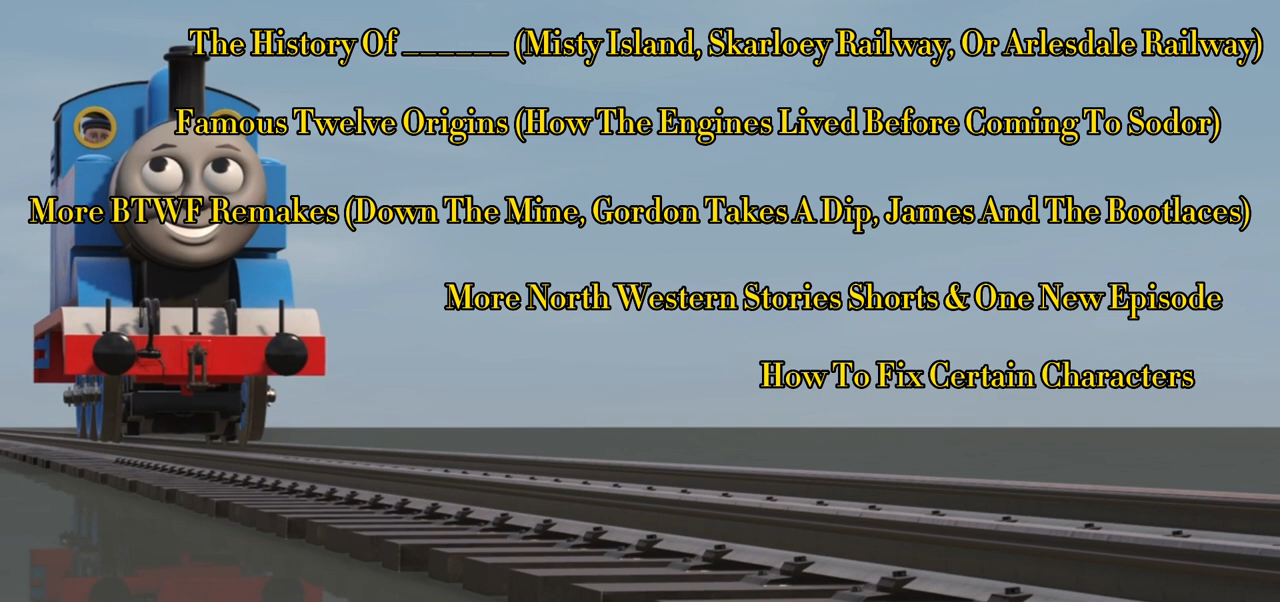 The History Of ______ (Misty Island, Skarloey Railway, Or Arlesdale Railway)
Famous Twelve Origins (How The Engines Lived Before Coming To Sodor)
More BTWF Remakes (Down The Mine, Gordon Takes A Dip, James And The Bootlaces)
More North Western Stories Shorts & One New Episode
How To Fix Certain Characters